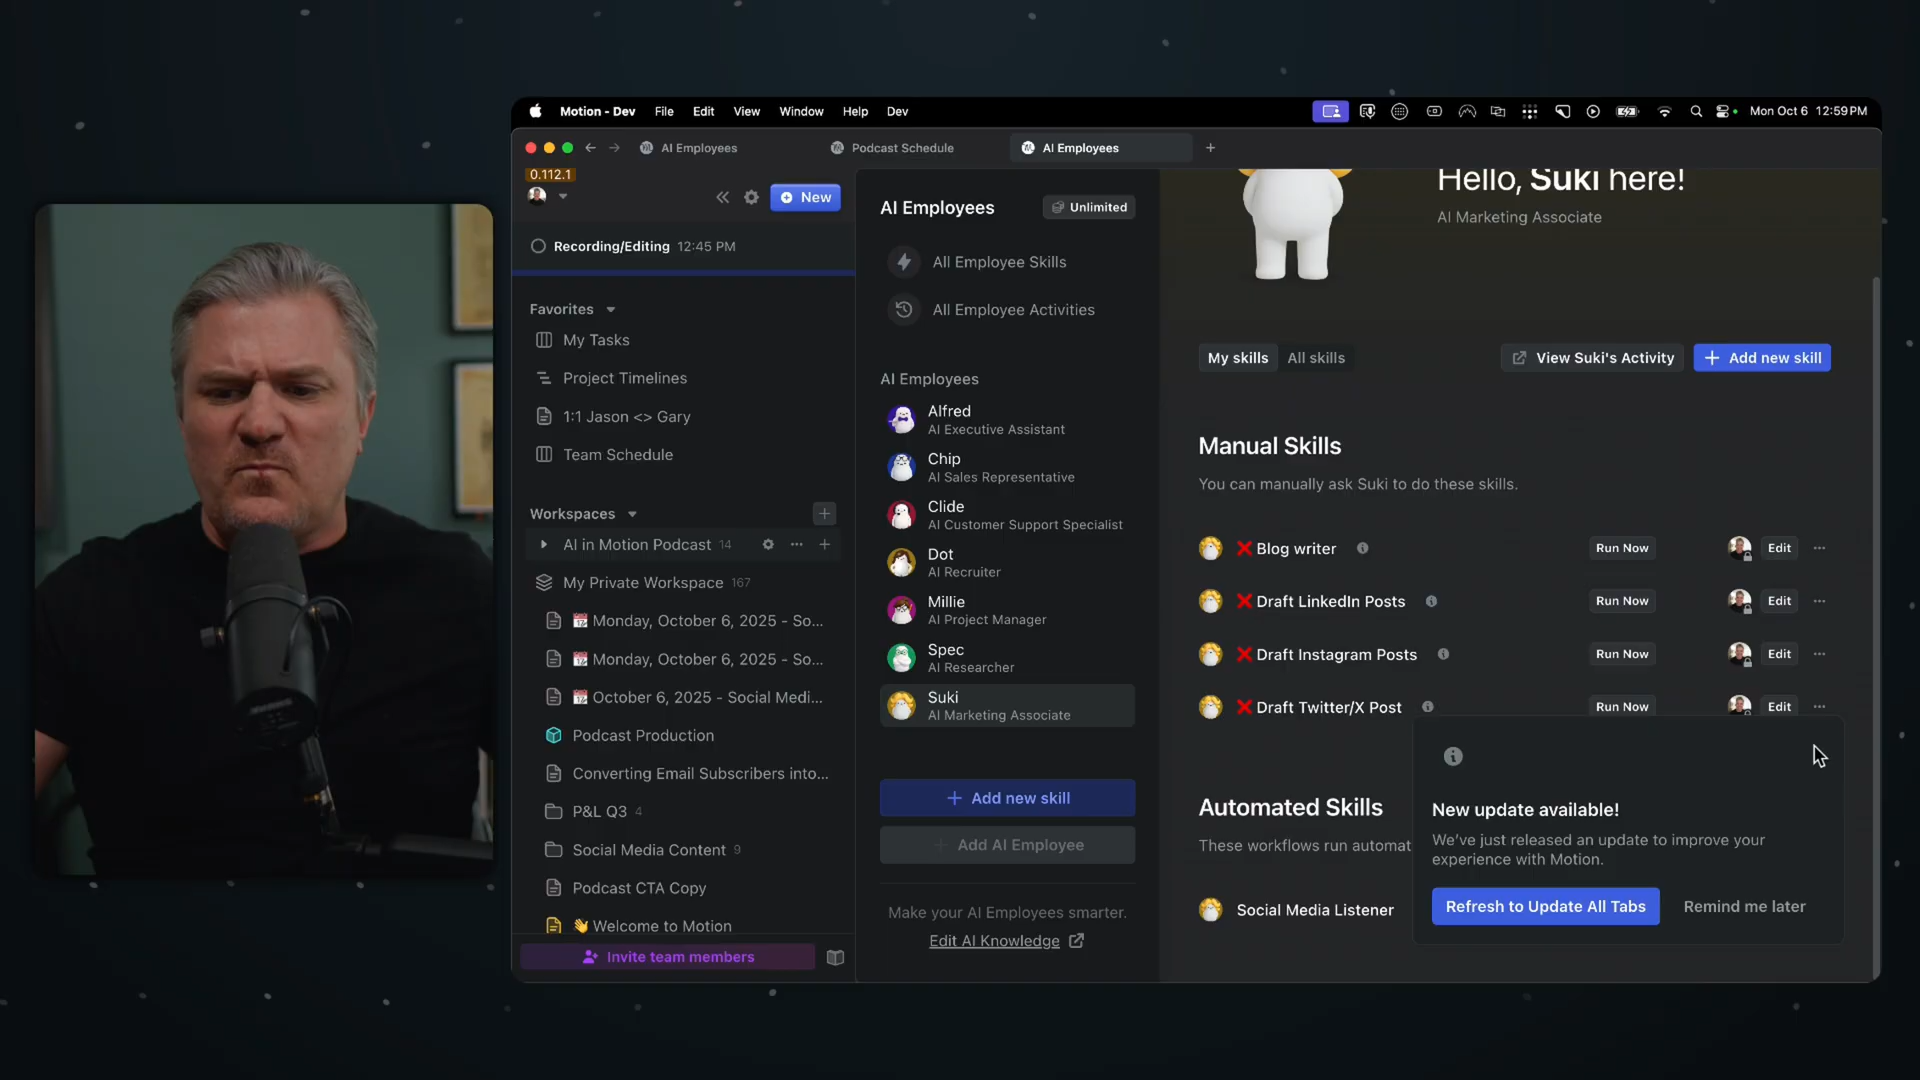 Motion - Dev File Edit View Window Help Dev
Mon Oct 6 12:59 PM
AI Employees
Podcast Schedule
AI Employees
0.112.1
New
Recording/Editing 12:45 PM
Favorites
My Tasks
Project Timelines
1:1 Jason <> Gary
Team Schedule
Workspaces
AI in Motion Podcast 14
My Private Workspace 167
Monday, October 6, 2025 - So...
Monday, October 6, 2025 - So...
October 6, 2025 - Social Medi...
Podcast Production
Converting Email Subscribers into...
P&L Q3 4
Social Media Content 9
Podcast CTA Copy
👋 Welcome to Motion
Invite team members
AI Employees
Unlimited
All Employee Skills
All Employee Activities
AI Employees
Alfred
AI Executive Assistant
Chip
AI Sales Representative
Clide
AI Customer Support Specialist
Dot
AI Recruiter
Millie
AI Project Manager
Spec
AI Researcher
Suki
AI Marketing Associate
+ Add new skill
+ Add AI Employee
Make your AI Employees smarter.
Edit AI Knowledge
Hello, Suki here!
AI Marketing Associate
My skills All skills
View Suki's Activity
+ Add new skill
Manual Skills
You can manually ask Suki to do these skills.
❌ Blog writer Run Now Edit
❌ Draft LinkedIn Posts Run Now Edit
❌ Draft Instagram Posts Run Now Edit
❌ Draft Twitter/X Post Run Now Edit
Automated Skills
These workflows run automat
Social Media Listener
New update available!
We've just released an update to improve your
experience with Motion.
Refresh to Update All Tabs
Remind me later